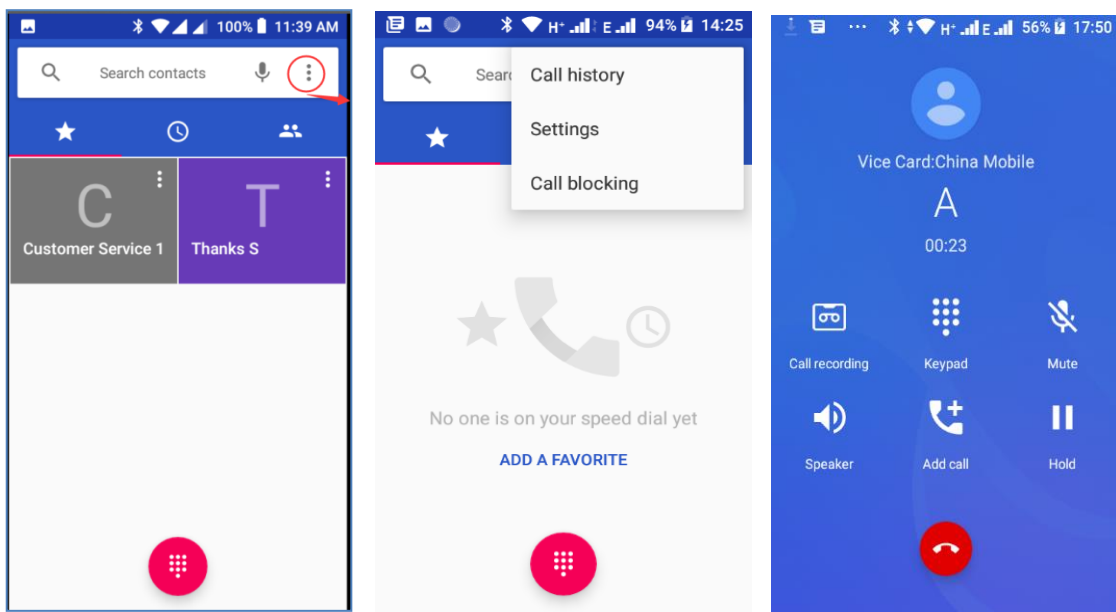 100% 11:39 AM
Search contacts
C
Customer Service 1
T
Thanks S
H+ E 94% 14:25
Sear
Call history
Settings
Call blocking
No one is on your speed dial yet
ADD A FAVORITE
... H+ E 56% 17:50
Vice Card:China Mobile
A
00:23
Call recording Keypad Mute
Speaker Add call Hold